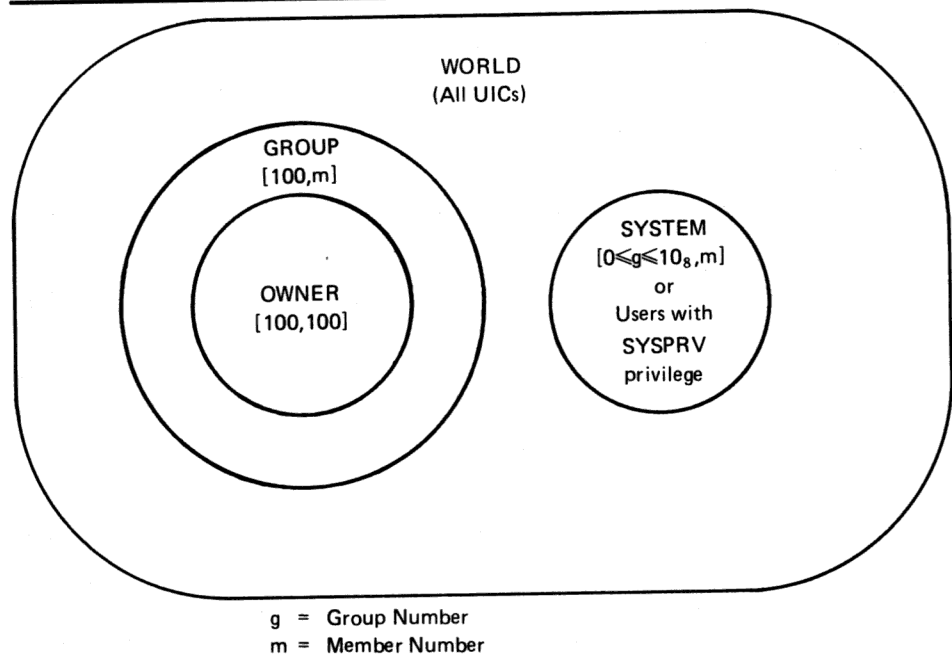 WORLD
(All UICs)
GROUP
[100,m]
OWNER
[100,100]
SYSTEM
[0⩽g⩽10₈,m]
or
Users with
SYSPRV
privilege
g = Group Number
m = Member Number